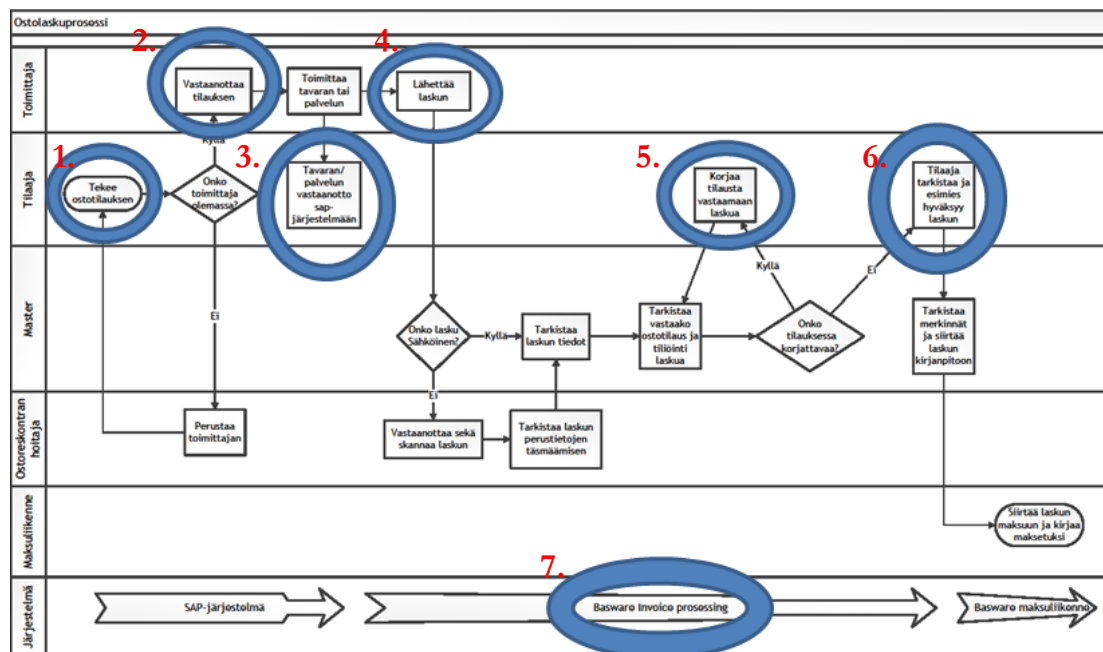 Ostolaskuprosessi
Toimittaja
2.
Vastaanottaa
tilauksen
Toimittaa
tavaran tai
palvelun
4.
Lähettää
laskun
Tilaaja
1.
Tekee
ostotilauksen
Kyllä
Onko
toimittaja
olemassa?
3.
Tavaran/
palvelun
vastaanotto
sap-
järjestelmään
5.
Korjaa
tilausta
vastaamaan
laskua
6.
Tilaaja
tarkistaa ja
esimies
hyväksyy
laskun
Master
Ei
Onko lasku
Sähköinen?
Kyllä
Tarkistaa
laskun tiedot
Tarkistaa
vastaako
ostotilaus ja
tiliöinti
laskua
Kyllä
Onko
tilauksessa
korjattavaa?
Ei
Tarkistaa
merkinnät
ja siirtää
laskun
kirjanpitoon
Ostoreskontran
hoitaja
Perustaa
toimittajan
Ei
Vastaanottaa sekä
skannaa laskun
Tarkistaa laskun
perustietojen
täsmäämisen
Maksuliikenne
Siirtää laskun
maksuun ja kirjaa
maksetuksi
Järjestelmä
SAP-järjestelmä
7.
Basware Invoice prosessing
Basware maksuliikenne